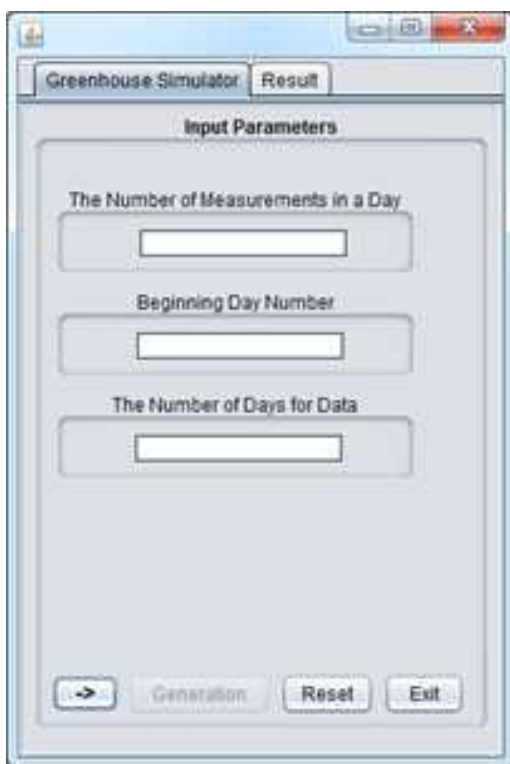 Greenhouse Simulator Result
Input Parameters
The Number of Measurements in a Day
Beginning Day Number
The Number of Days for Data
-> Generation Reset Exit